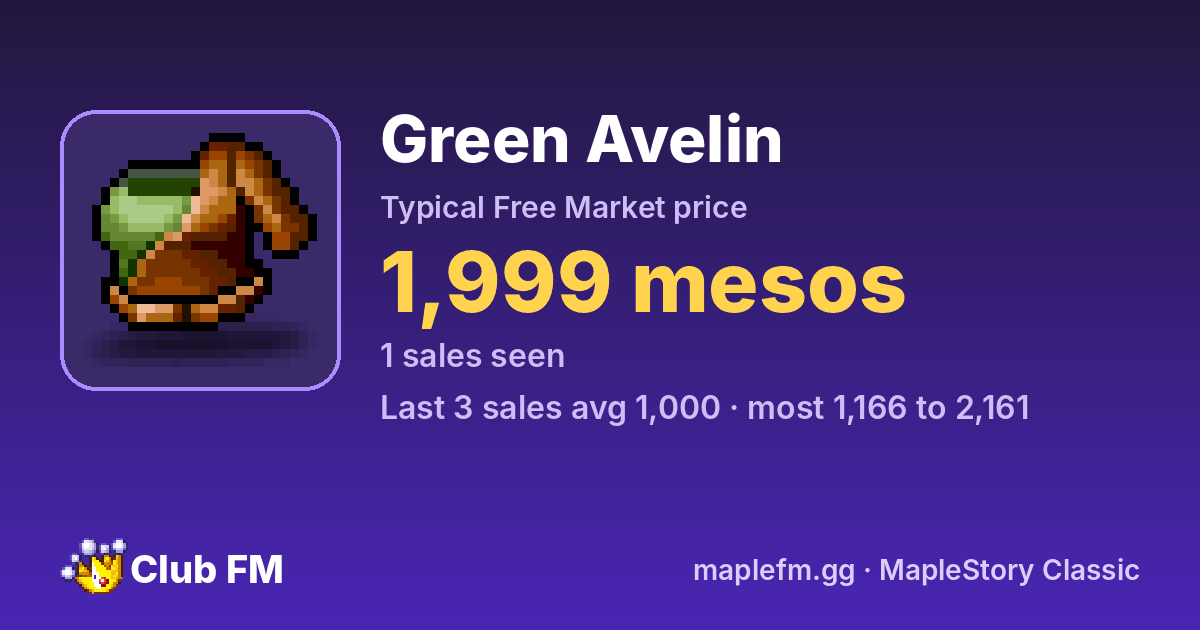 Green Avelin
Typical Free Market price
1,999 mesos
1 sales seen
Last 3 sales avg 1,000 · most 1,166 to 2,161
Club FM
maplefm.gg · MapleStory Classic